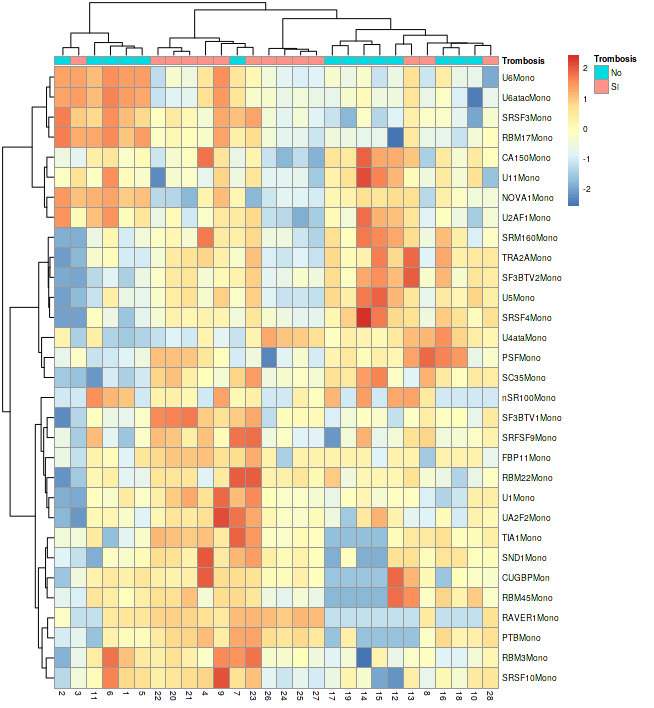 Trombosis
Trombosis
No
SI
2
1
0
-1
-2
U6Mono
U6atacMono
SRSF3Mono
RBM17Mono
CA150Mono
U11Mono
NOVA1Mono
U2AF1Mono
SRM160Mono
TRA2AMono
SF3BTV2Mono
U5Mono
SRSF4Mono
U4ataMono
PSFMono
SC35Mono
nSR100Mono
SF3BTV1Mono
SRFSF9Mono
FBP11Mono
RBM22Mono
U1Mono
UA2F2Mono
TIA1Mono
SND1Mono
CUGBPMon
RBM45Mono
RAVER1Mono
PTBMono
RBM3Mono
SRSF10Mono
2 3 11 6 1 5 22 20 21 4 9 7 23 26 24 25 27 17 19 14 15 12 13 8 16 18 10 28